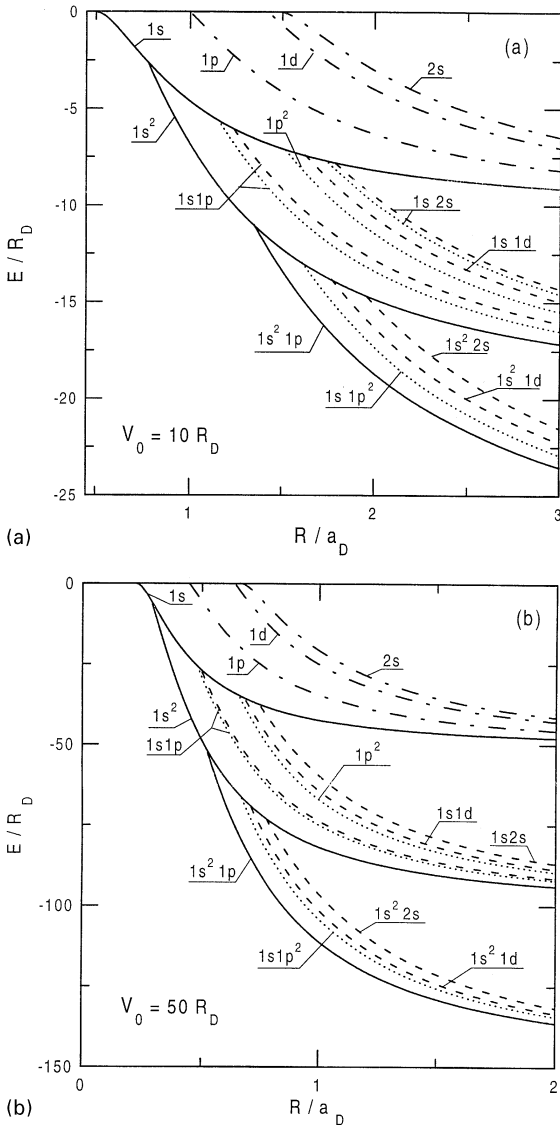 0
(a)
1s
1p
1d
2s
-5
1s²
1p²
1s1p
1s 2s
-10
E / R_D
1s 1d
-15
1s² 1p
1s² 2s
1s² 1d
1s 1p²
-20
V₀ = 10 R_D
-25
1
2
3
(a)
R / a_D
0
(b)
1s
1d
1p
2s
1s²
1s1p
-50
1p²
E / R_D
1s1d
1s2s
1s² 1p
-100
1s² 2s
1s1p²
1s² 1d
V₀ = 50 R_D
-150
0
1
2
(b)
R / a_D